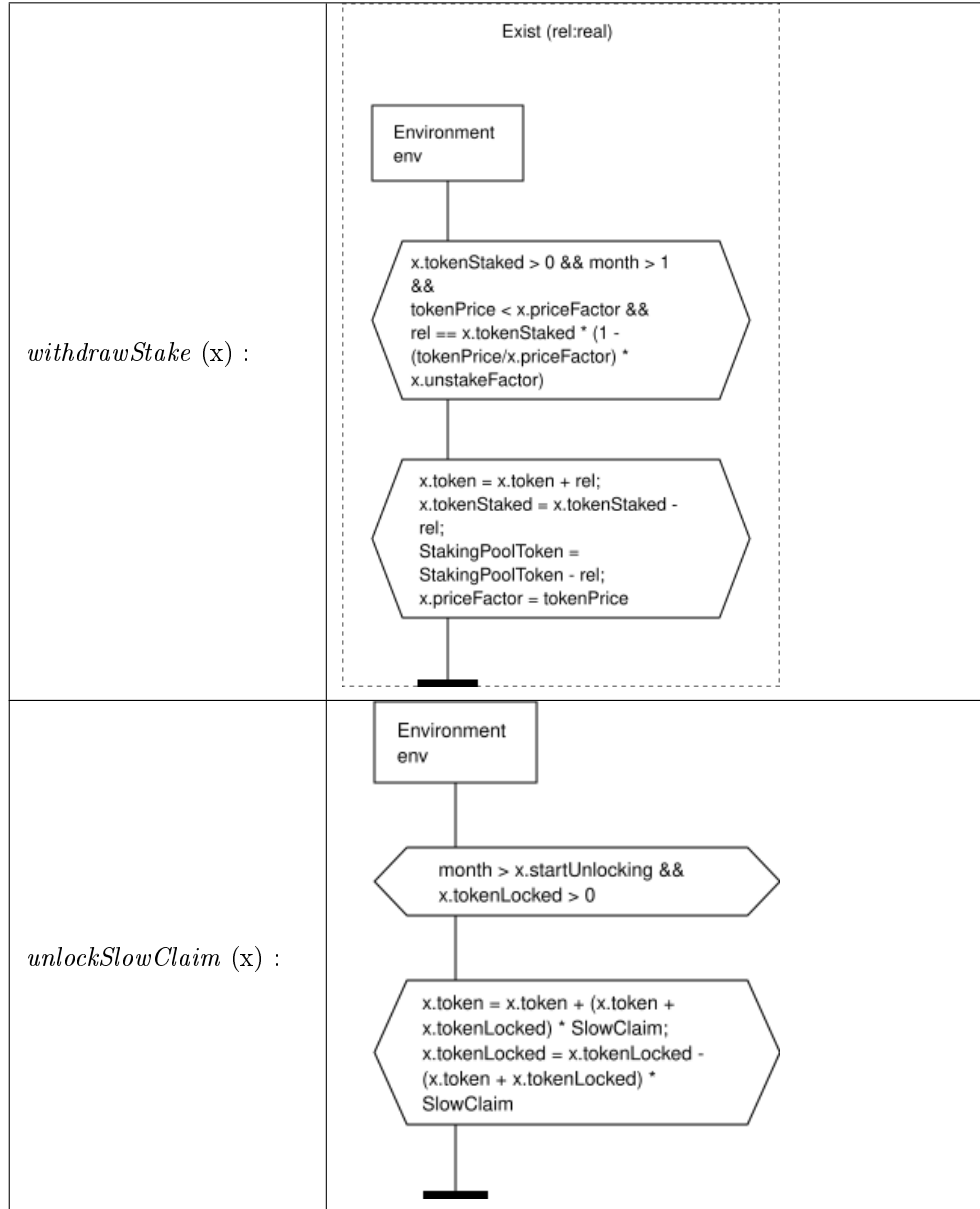 Exist (rel:real)
Environment
env
x.tokenStaked > 0 && month > 1
&&
tokenPrice < x.priceFactor &&
rel == x.tokenStaked * (1 -
(tokenPrice/x.priceFactor) *
x.unstakeFactor)
withdrawStake (x) :
x.token = x.token + rel;
x.tokenStaked = x.tokenStaked -
rel;
StakingPoolToken =
StakingPoolToken - rel;
x.priceFactor = tokenPrice
Environment
env
month > x.startUnlocking &&
x.tokenLocked > 0
unlockSlowClaim (x) :
x.token = x.token + (x.token +
x.tokenLocked) * SlowClaim;
x.tokenLocked = x.tokenLocked -
(x.token + x.tokenLocked) *
SlowClaim